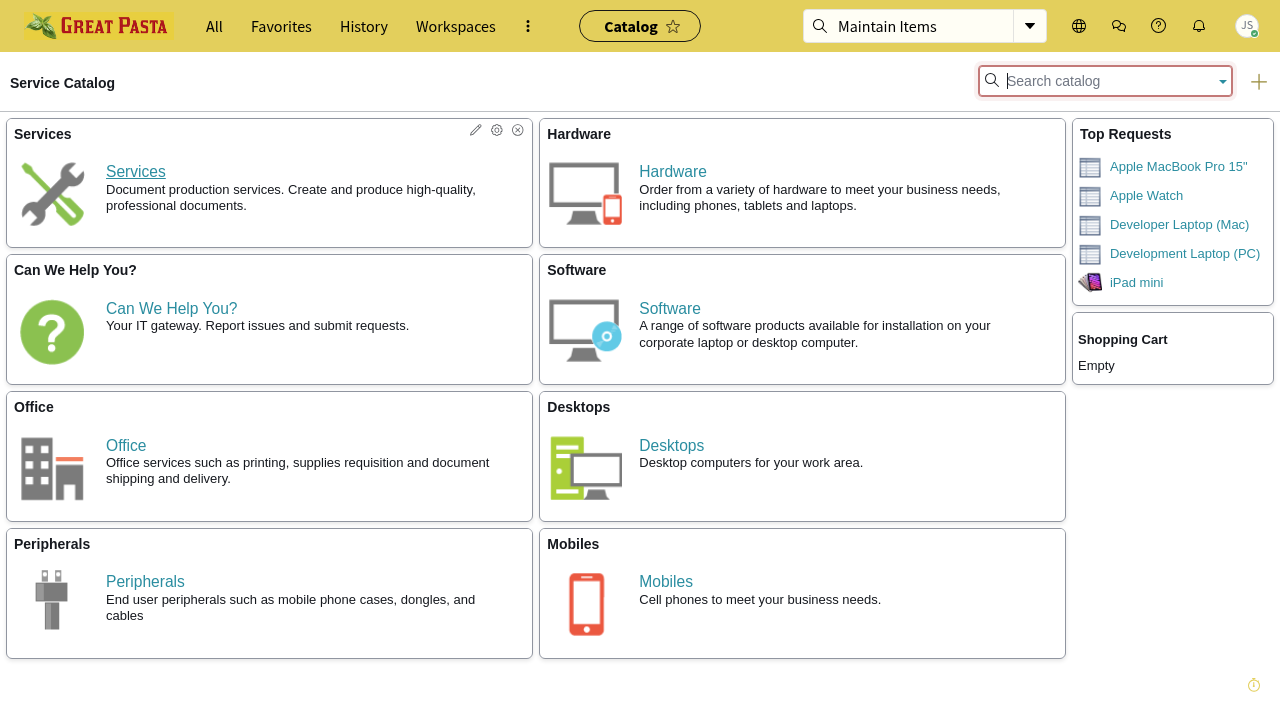 GREAT PASTA
All
Favorites
History
Workspaces
Catalog
Maintain Items
JS
Service Catalog
Search catalog
Services
Services
Document production services. Create and produce high-quality,
professional documents.
Hardware
Hardware
Order from a variety of hardware to meet your business needs,
including phones, tablets and laptops.
Top Requests
Apple MacBook Pro 15"
Apple Watch
Developer Laptop (Mac)
Development Laptop (PC)
iPad mini
Can We Help You?
Can We Help You?
Your IT gateway. Report issues and submit requests.
Software
Software
A range of software products available for installation on your
corporate laptop or desktop computer.
Shopping Cart
Empty
Office
Office
Office services such as printing, supplies requisition and document
shipping and delivery.
Desktops
Desktops
Desktop computers for your work area.
Peripherals
Peripherals
End user peripherals such as mobile phone cases, dongles, and
cables
Mobiles
Mobiles
Cell phones to meet your business needs.